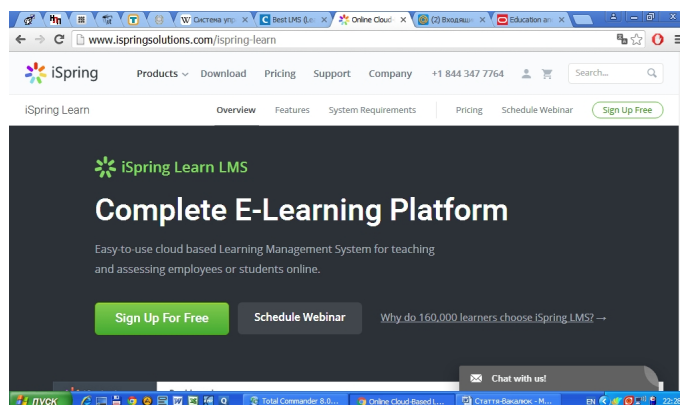 Система упр
Best LMS (Le
Online Cloud-
(2) Входящи
Education an
www.ispringsolutions.com/ispring-learn
iSpring
Products Download Pricing Support Company +1 844 347 7764 Search...
iSpring Learn Overview Features System Requirements Pricing Schedule Webinar Sign Up Free
iSpring Learn LMS
Complete E-Learning Platform
Easy-to-use cloud based Learning Management System for teaching
and assessing employees or students online.
Sign Up For Free Schedule Webinar Why do 160,000 learners choose iSpring LMS? →
Chat with us!
пуск Total Commander 8.0... Online Cloud-Based L... Стаття-Вакалюк - M... EN 22:26